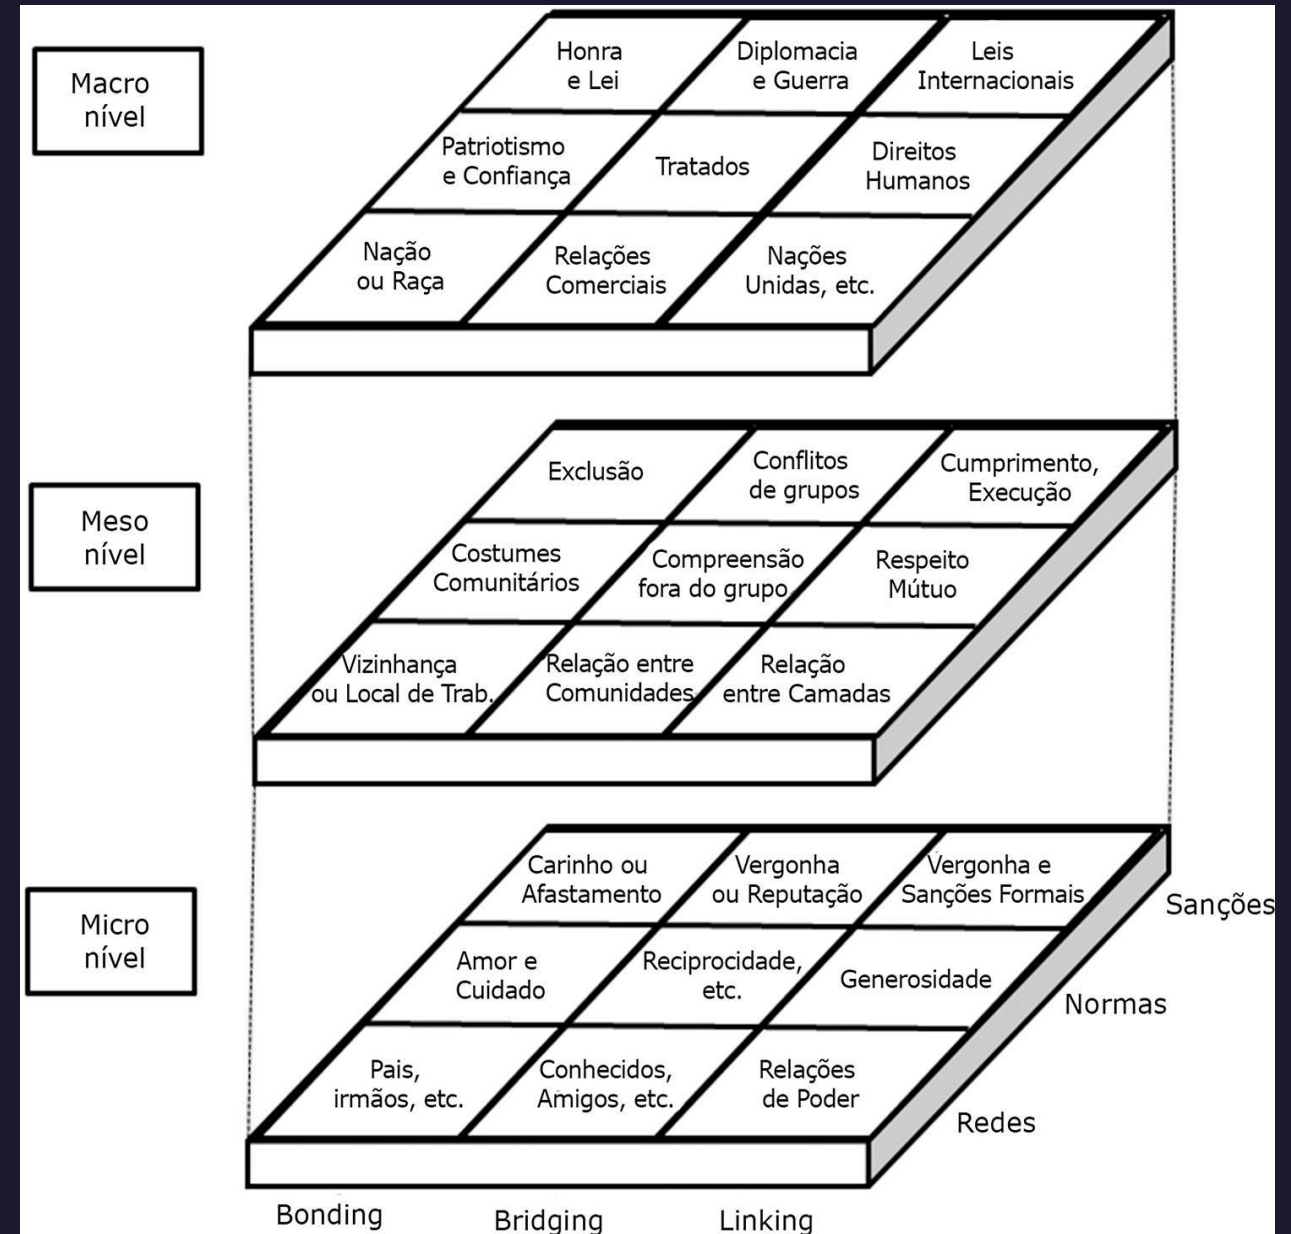 Macro
nível
Honra
e Lei
Diplomacia
e Guerra
Leis
Internacionais
Patriotismo
e Confiança
Tratados
Direitos
Humanos
Nação
ou Raça
Relações
Comerciais
Nações
Unidas, etc.
Meso
nível
Exclusão
Conflitos
de grupos
Cumprimento,
Execução
Costumes
Comunitários
Compreensão
fora do grupo
Respeito
Mútuo
Vizinhança
ou Local de Trab.
Relação entre
Comunidades
Relação
entre Camadas
Micro
nível
Carinho ou
Afastamento
Vergonha
ou Reputação
Vergonha e
Sanções Formais
Sanções
Amor e
Cuidado
Reciprocidade,
etc.
Generosidade
Normas
Pais,
irmãos, etc.
Conhecidos,
Amigos, etc.
Relações
de Poder
Redes
Bonding
Bridging
Linking